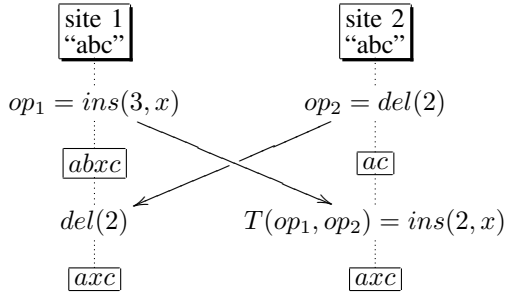 site 1
“abc”
site 2
“abc”
op₁ = ins(3, x)
op₂ = del(2)
abxc
ac
del(2)
T(op₁, op₂) = ins(2, x)
axc
axc